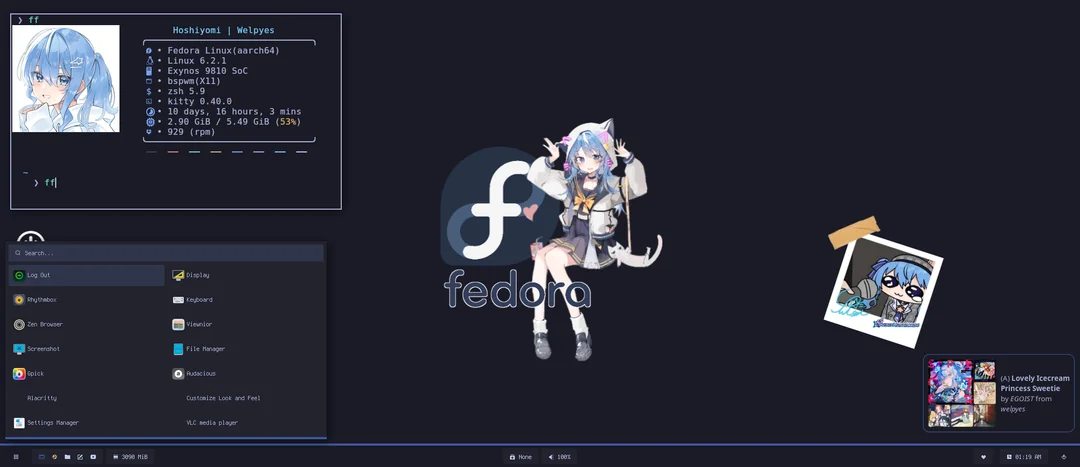 ❯ ff
Hoshiyomi | Welpyes
• Fedora Linux(aarch64)
• Linux 6.2.1
• Exynos 9810 SoC
• bspwm(X11)
$ • zsh 5.9
• kitty 0.40.0
• 10 days, 16 hours, 3 mins
• 2.90 GiB / 5.49 GiB (53%)
• 929 (rpm)
~
❯ ff
Search...
Log Out
Display
Rhythmbox
Keyboard
Zen Browser
Viewnior
Screenshot
File Manager
Gpick
Audacious
Alacritty
Customize Look and Feel
Settings Manager
VLC media player
fedora
(A) Lovely Icecream
Princess Sweetie
by EGOIST from
welpyes
3090 MiB
None
100%
01:19 AM